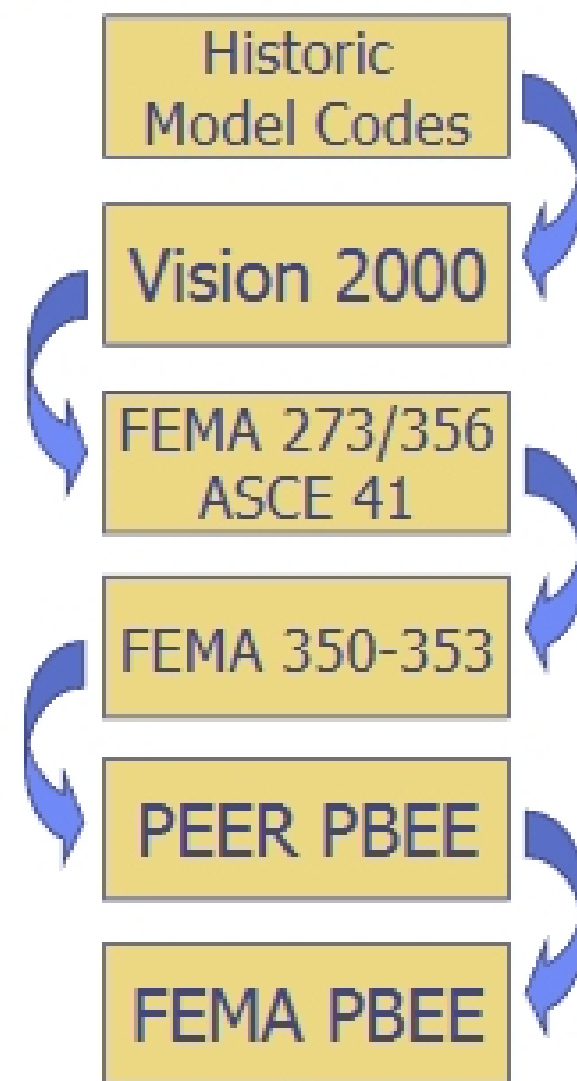 Historic
Model Codes
Vision 2000
FEMA 273/356
ASCE 41
FEMA 350-353
PEER PBEE
FEMA PBEE